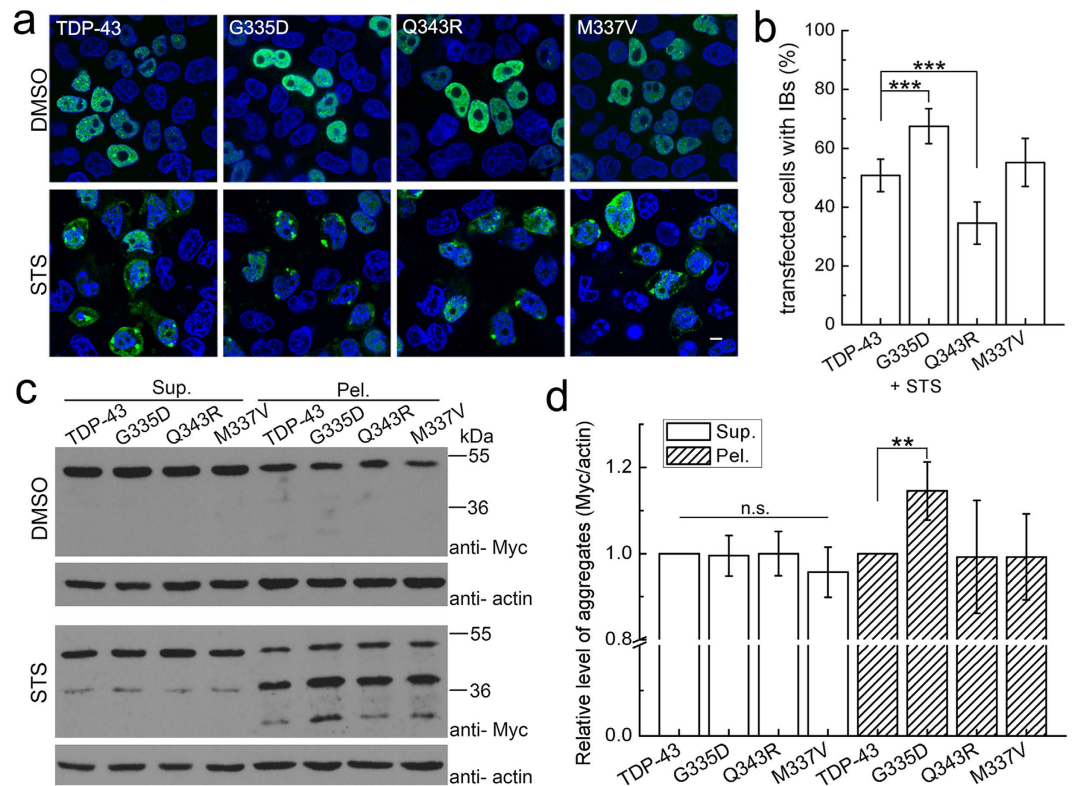 a
TDP-43 G335D Q343R M337V
DMSO
STS
b
transfected cells with IBs (%)
100
80
60
40
20
0
***
***
TDP-43 G335D Q343R M337V
+ STS
c
Sup. Pel.
TDP-43 G335D Q343R M337V TDP-43 G335D Q343R M337V
kDa
DMSO
55
36
anti- Myc
anti- actin
STS
55
36
anti- Myc
anti- actin
d
Relative level of aggregates (Myc/actin)
Sup.
Pel.
1.2
1.0
0.8
0.0
n.s.
**
TDP-43 G335D Q343R M337V TDP-43 G335D Q343R M337V